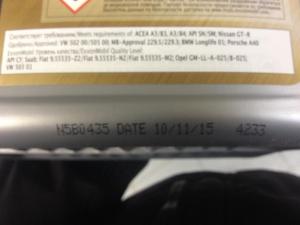 Соответствует требованиям/Meets requirements of: ACEA A3/B3, A3/B4, API SN/SM, Nissan GT-R
Одобрено/Approved: VW 502 00/505 00; MB-Approval 229.3; 229.5; BMW Longlife 01; Porsche A40
ExxonMobil Уровень качества/ExxonMobil Quality Level:
API CF; Saab; Fiat 9.55535-Z2/Fiat 9.55535-N2/Fiat 9.55535-M2; Opel GM-LL-A-025/B-025;
VW 503 01
N5B0435 DATE 10/11/15 4233